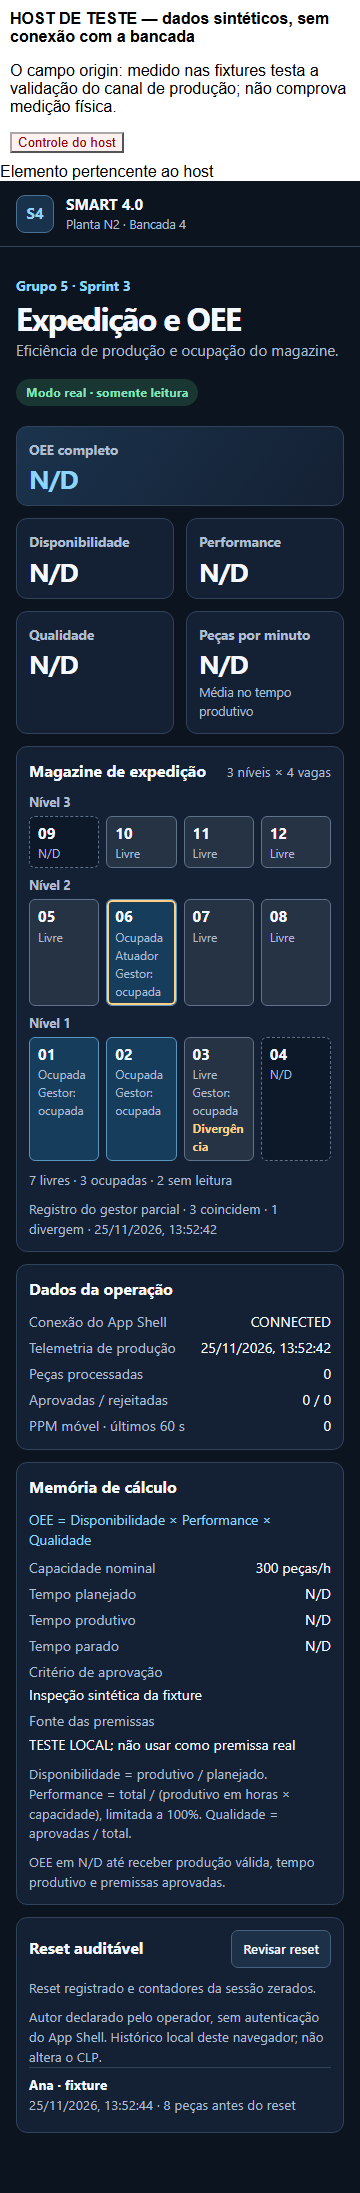 HOST DE TESTE — dados sintéticos, sem
conexão com a bancada
O campo origin: medido nas fixtures testa a
validação do canal de produção; não comprova
medição física.
Controle do host
Elemento pertencente ao host
S4
SMART 4.0
Planta N2 · Bancada 4
Grupo 5 · Sprint 3
Expedição e OEE
Eficiência de produção e ocupação do magazine.
Modo real · somente leitura
OEE completo
N/D
Disponibilidade
N/D
Performance
N/D
Qualidade
N/D
Peças por minuto
N/D
Média no tempo
produtivo
Magazine de expedição
3 níveis × 4 vagas
Nível 3
09
N/D
10
Livre
11
Livre
12
Livre
Nível 2
05
Livre
06
Ocupada
Atuador
Gestor:
ocupada
07
Livre
08
Livre
Nível 1
01
Ocupada
Gestor:
ocupada
02
Ocupada
Gestor:
ocupada
03
Livre
Gestor:
ocupada
Divergên
cia
04
N/D
7 livres · 3 ocupadas · 2 sem leitura
Registro do gestor parcial · 3 coincidem · 1
divergem · 25/11/2026, 13:52:42
Dados da operação
Conexão do App Shell CONNECTED
Telemetria de produção 25/11/2026, 13:52:42
Peças processadas 0
Aprovadas / rejeitadas 0 / 0
PPM móvel · últimos 60 s 0
Memória de cálculo
OEE = Disponibilidade × Performance ×
Qualidade
Capacidade nominal 300 peças/h
Tempo planejado N/D
Tempo produtivo N/D
Tempo parado N/D
Critério de aprovação
Inspeção sintética da fixture
Fonte das premissas
TESTE LOCAL; não usar como premissa real
Disponibilidade = produtivo / planejado.
Performance = total / (produtivo em horas ×
capacidade), limitada a 100%. Qualidade =
aprovadas / total.
OEE em N/D até receber produção válida, tempo
produtivo e premissas aprovadas.
Reset auditável
Revisar reset
Reset registrado e contadores da sessão zerados.
Autor declarado pelo operador, sem autenticação
do App Shell. Histórico local deste navegador; não
altera o CLP.
Ana · fixture
25/11/2026, 13:52:44 · 8 peças antes do reset